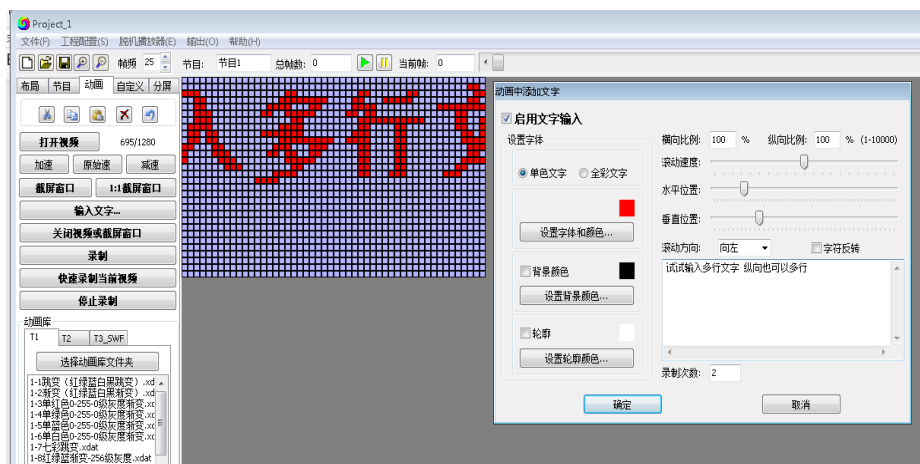 Project_1
文件(F) 工程配置(S) 脱机播放器(E) 输出(O) 帮助(H)
帧频 25 节目: 节目1 总帧数: 0 当前帧: 0
布局 节目 动画 自定义 分屏
打开视频 695/1280
加速 原始速 减速
截屏窗口 1:1截屏窗口
输入文字...
关闭视频或截屏窗口
录制
快速录制当前视频
停止录制
动画库
T1 T2 T3_SWF
选择动画库文件夹
1-1跳变（红绿蓝白黑跳变）.xd
1-2渐变（红绿蓝白黑渐变）.xd
1-3单红色0-255-0级灰度渐变.xc
1-4单绿色0-255-0级灰度渐变.xc
1-5单蓝色0-255-0级灰度渐变.xc
1-6单白色0-255-0级灰度渐变.xc
1-7七彩跳变.xdat
1-8红绿蓝渐变-256级灰度.xdat
入多行
动画中添加文字
启用文字输入
设置字体
单色文字 全彩文字
设置字体和颜色...
背景颜色
设置背景颜色...
轮廓
设置轮廓颜色...
横向比例: 100 % 纵向比例: 100 % (1-10000)
滚动速度:
水平位置:
垂直位置:
滚动方向: 向左 字符反转
试试输入多行文字 纵向也可以多行
录制次数: 2
确定 取消